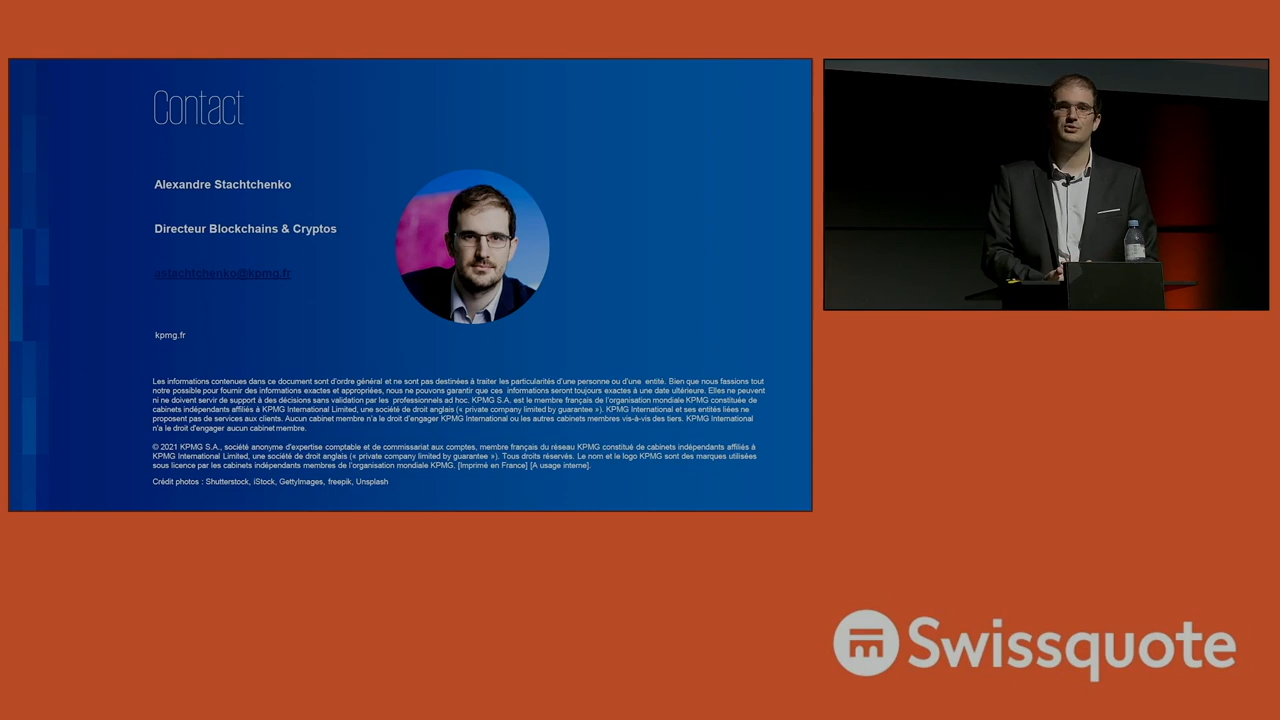 Contact
Alexandre Stachtchenko
Directeur Blockchains & Cryptos
astachtchenko@kpmg.fr
kpmg.fr
Les informations contenues dans ce document sont d'ordre général et ne sont pas destinées à traiter les particularités d'une personne ou d'une entité. Bien que nous fassions tout
notre possible pour fournir des informations exactes et appropriées, nous ne pouvons garantir que ces informations seront toujours exactes à une date ultérieure. Elles ne peuvent
ni ne doivent servir de support à des décisions sans validation par les professionnels ad hoc. KPMG S.A. est le membre français de l'organisation mondiale KPMG constituée de
cabinets indépendants affiliés à KPMG International Limited, une société de droit anglais (« private company limited by guarantee »). KPMG International et ses entités liées ne
proposent pas de services aux clients. Aucun cabinet membre n'a le droit d'engager KPMG International ou les autres cabinets membres vis-à-vis des tiers. KPMG International
n'a le droit d'engager aucun cabinet membre.
© 2021 KPMG S.A., société anonyme d'expertise comptable et de commissariat aux comptes, membre français du réseau KPMG constitué de cabinets indépendants affiliés à
KPMG International Limited, une société de droit anglais (« private company limited by guarantee »). Tous droits réservés. Le nom et le logo KPMG sont des marques utilisées
sous licence par les cabinets indépendants membres de l'organisation mondiale KPMG. [Imprimé en France] [A usage interne].
Crédit photos : Shutterstock, iStock, GettyImages, freepik, Unsplash
Swissquote